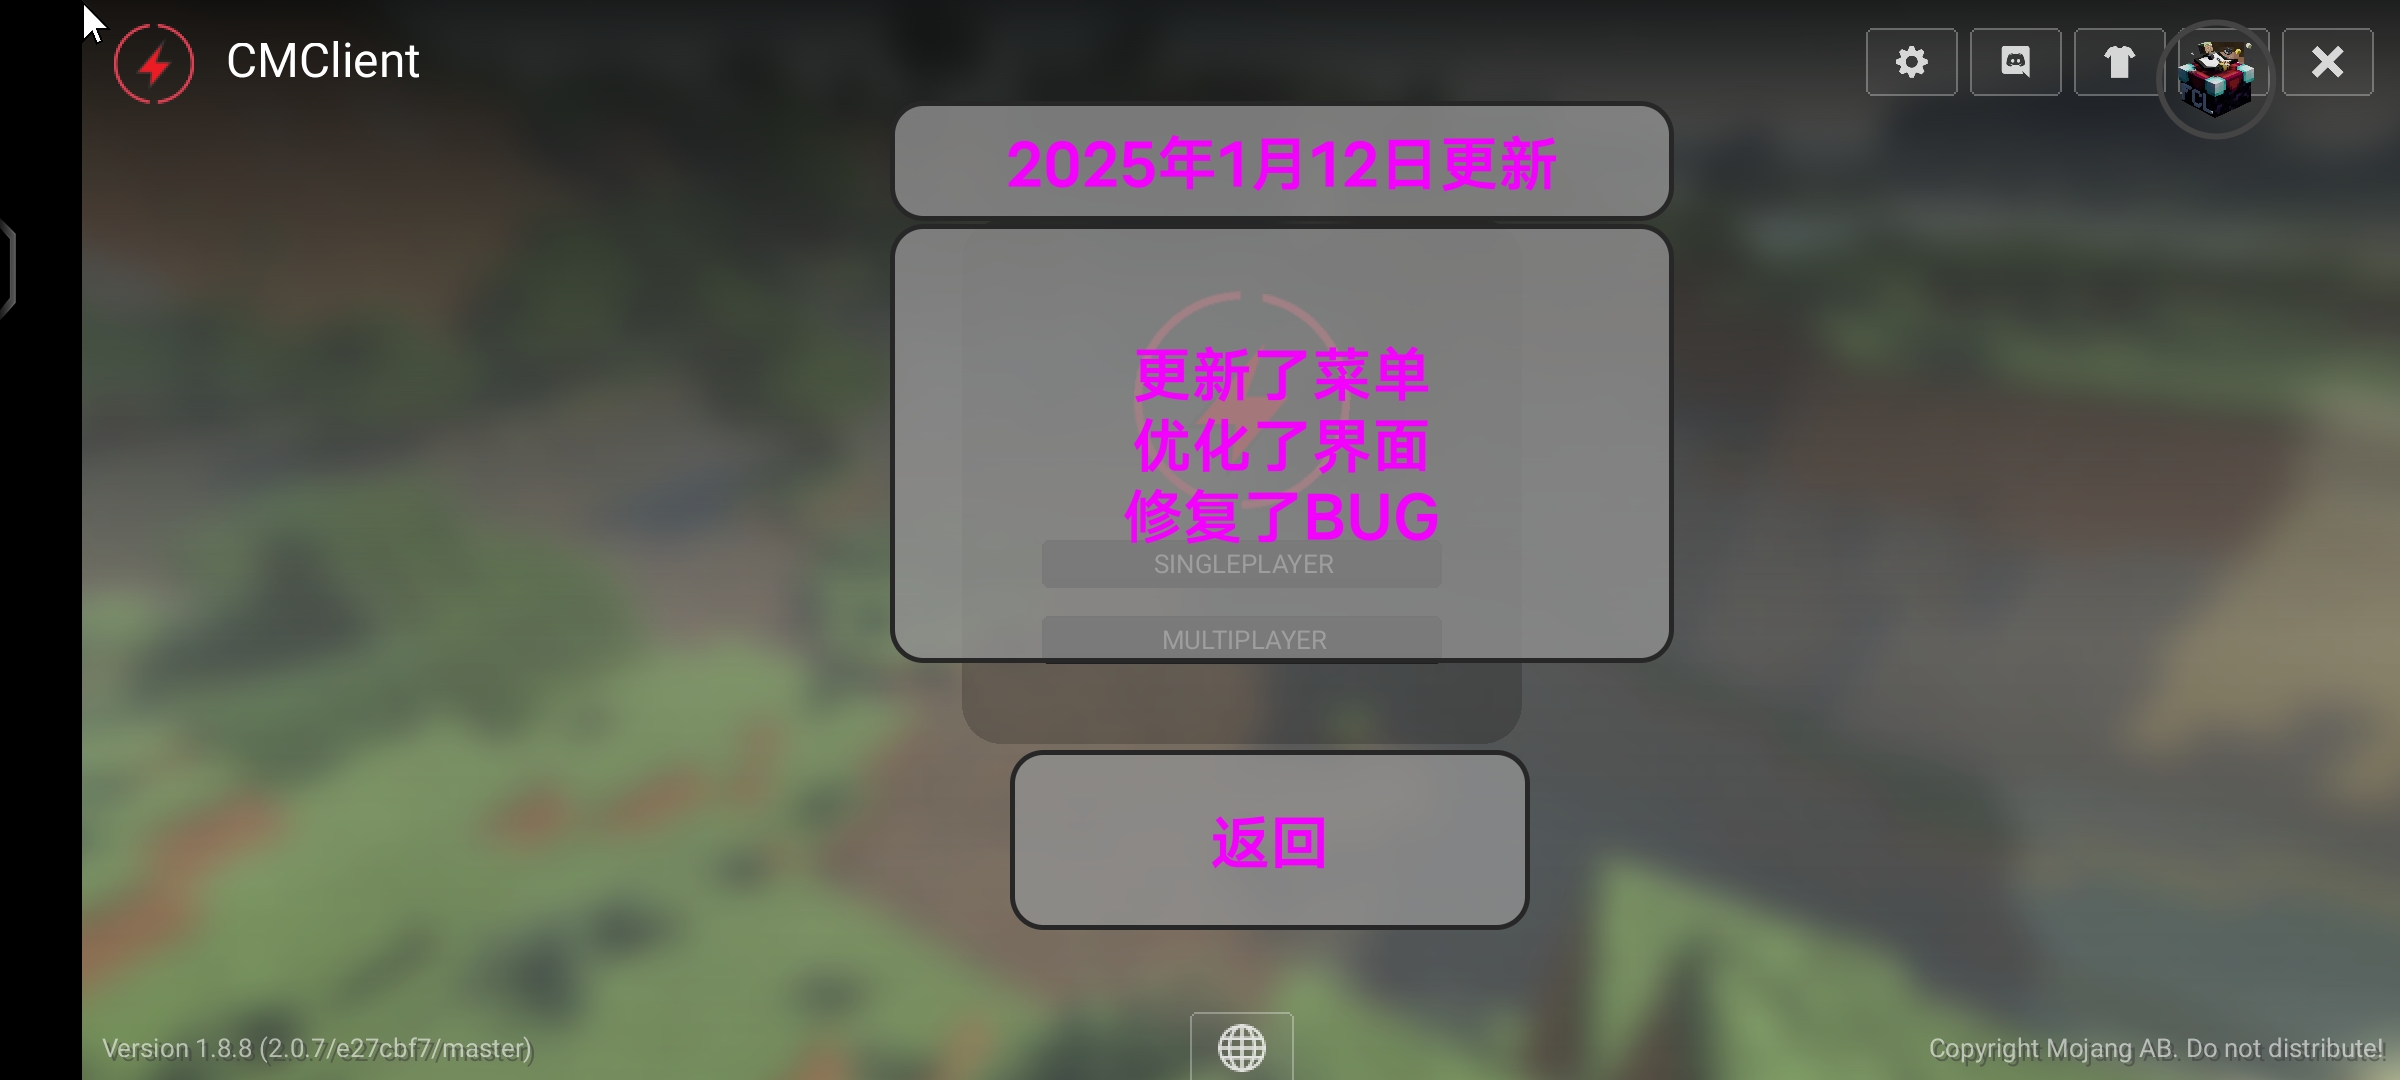 CMClient
2025年1月12日更新
更新了菜单
优化了界面
修复了BUG
SINGLEPLAYER
MULTIPLAYER
返回
Version 1.8.8 (2.0.7/e27cbf7/master)
Copyright Mojang AB. Do not distribute!